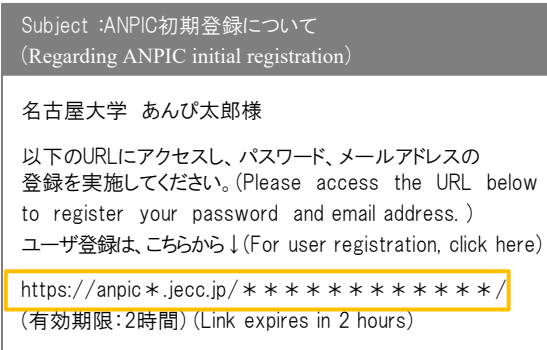 Subject :ANPIC初期登録について
(Regarding ANPIC initial registration)
名古屋大学　あんぴ太郎様
以下のURLにアクセスし、パスワード、メールアドレスの
登録を実施してください。(Please access the URL below
to register your password and email address. )
ユーザ登録は、こちらから↓(For user registration, click here)
https://anpic＊.jecc.jp/＊＊＊＊＊＊＊＊＊＊＊＊/
(有効期限：2時間) (Link expires in 2 hours)